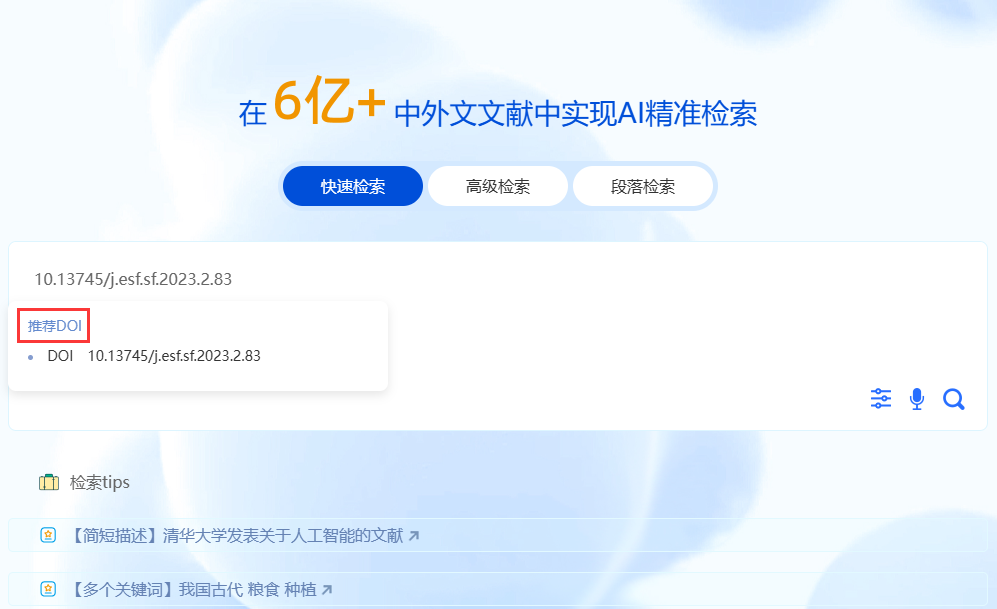 在 6亿+ 中外文文献中实现AI精准检索
快速检索 高级检索 段落检索
10.13745/j.esf.sf.2023.2.83
推荐DOI
DOI 10.13745/j.esf.sf.2023.2.83
检索tips
【简短描述】清华大学发表关于人工智能的文献
【多个关键词】我国古代 粮食 种植